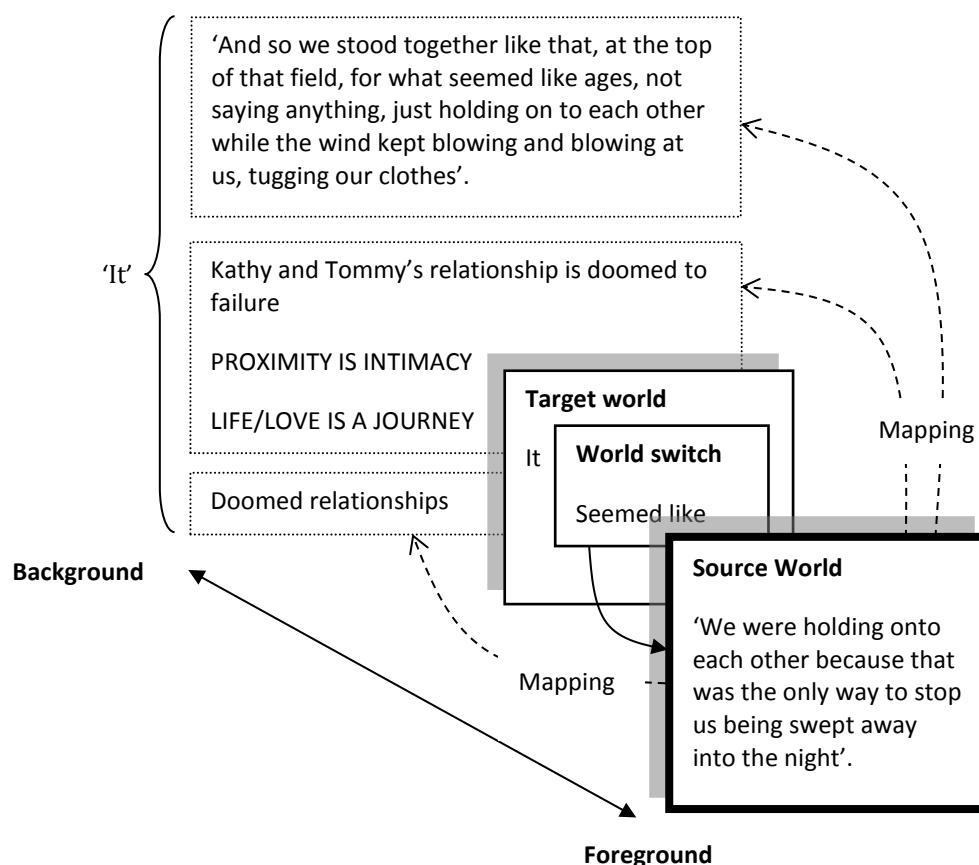 ‘And so we stood together like that, at the top
of that field, for what seemed like ages, not
saying anything, just holding on to each other
while the wind kept blowing and blowing at
us, tugging our clothes’.
‘It’
Kathy and Tommy’s relationship is doomed to
failure
PROXIMITY IS INTIMACY
LIFE/LOVE IS A JOURNEY
Doomed relationships
Target world
It
World switch
Seemed like
Mapping
Source World
‘We were holding onto
each other because that
was the only way to stop
us being swept away
into the night’.
Mapping
Background
Foreground